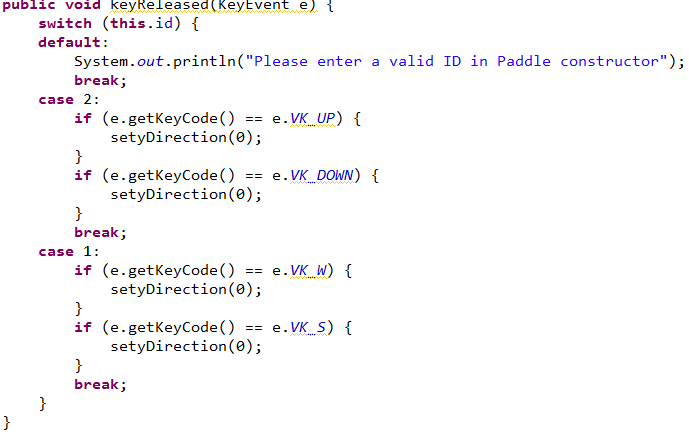 public void keyReleased(KeyEvent e) {
    switch (this.id) {
    default:
        System.out.println("Please enter a valid ID in Paddle constructor");
        break;
    case 2:
        if (e.getKeyCode() == e.VK_UP) {
            setyDirection(0);
        }
        if (e.getKeyCode() == e.VK_DOWN) {
            setyDirection(0);
        }
        break;
    case 1:
        if (e.getKeyCode() == e.VK_W) {
            setyDirection(0);
        }
        if (e.getKeyCode() == e.VK_S) {
            setyDirection(0);
        }
        break;
    }
}